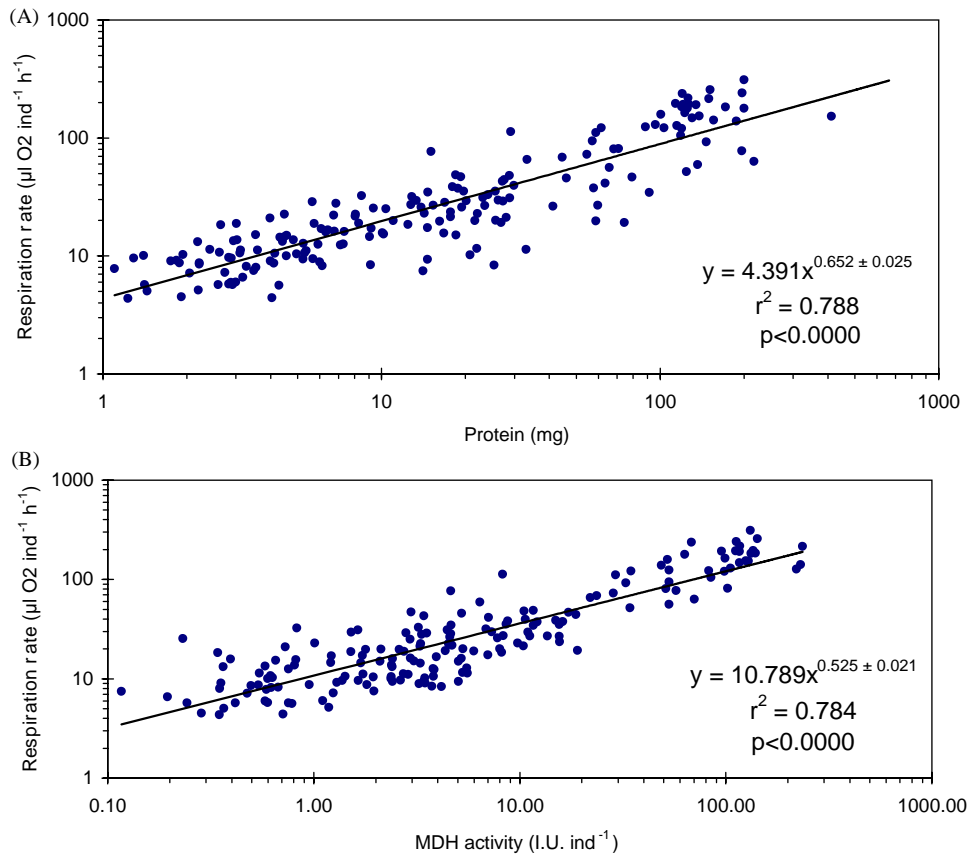 (A)
1000
100
10
1
Respiration r ate (µl O2 ind-1 h-1)
y = 4.391x0.652 ± 0.025
r2 = 0.788
p<0.0000
1 10 100 1000
Protein (mg)
(B)
1000
100
10
1
Respiration r ate (µl O2 ind-1 h-1)
y = 10.789x0.525 ± 0.021
r2 = 0.784
p<0.0000
0.10 1.00 10.00 100.00 1000.00
MDH activity (I.U. ind-1)